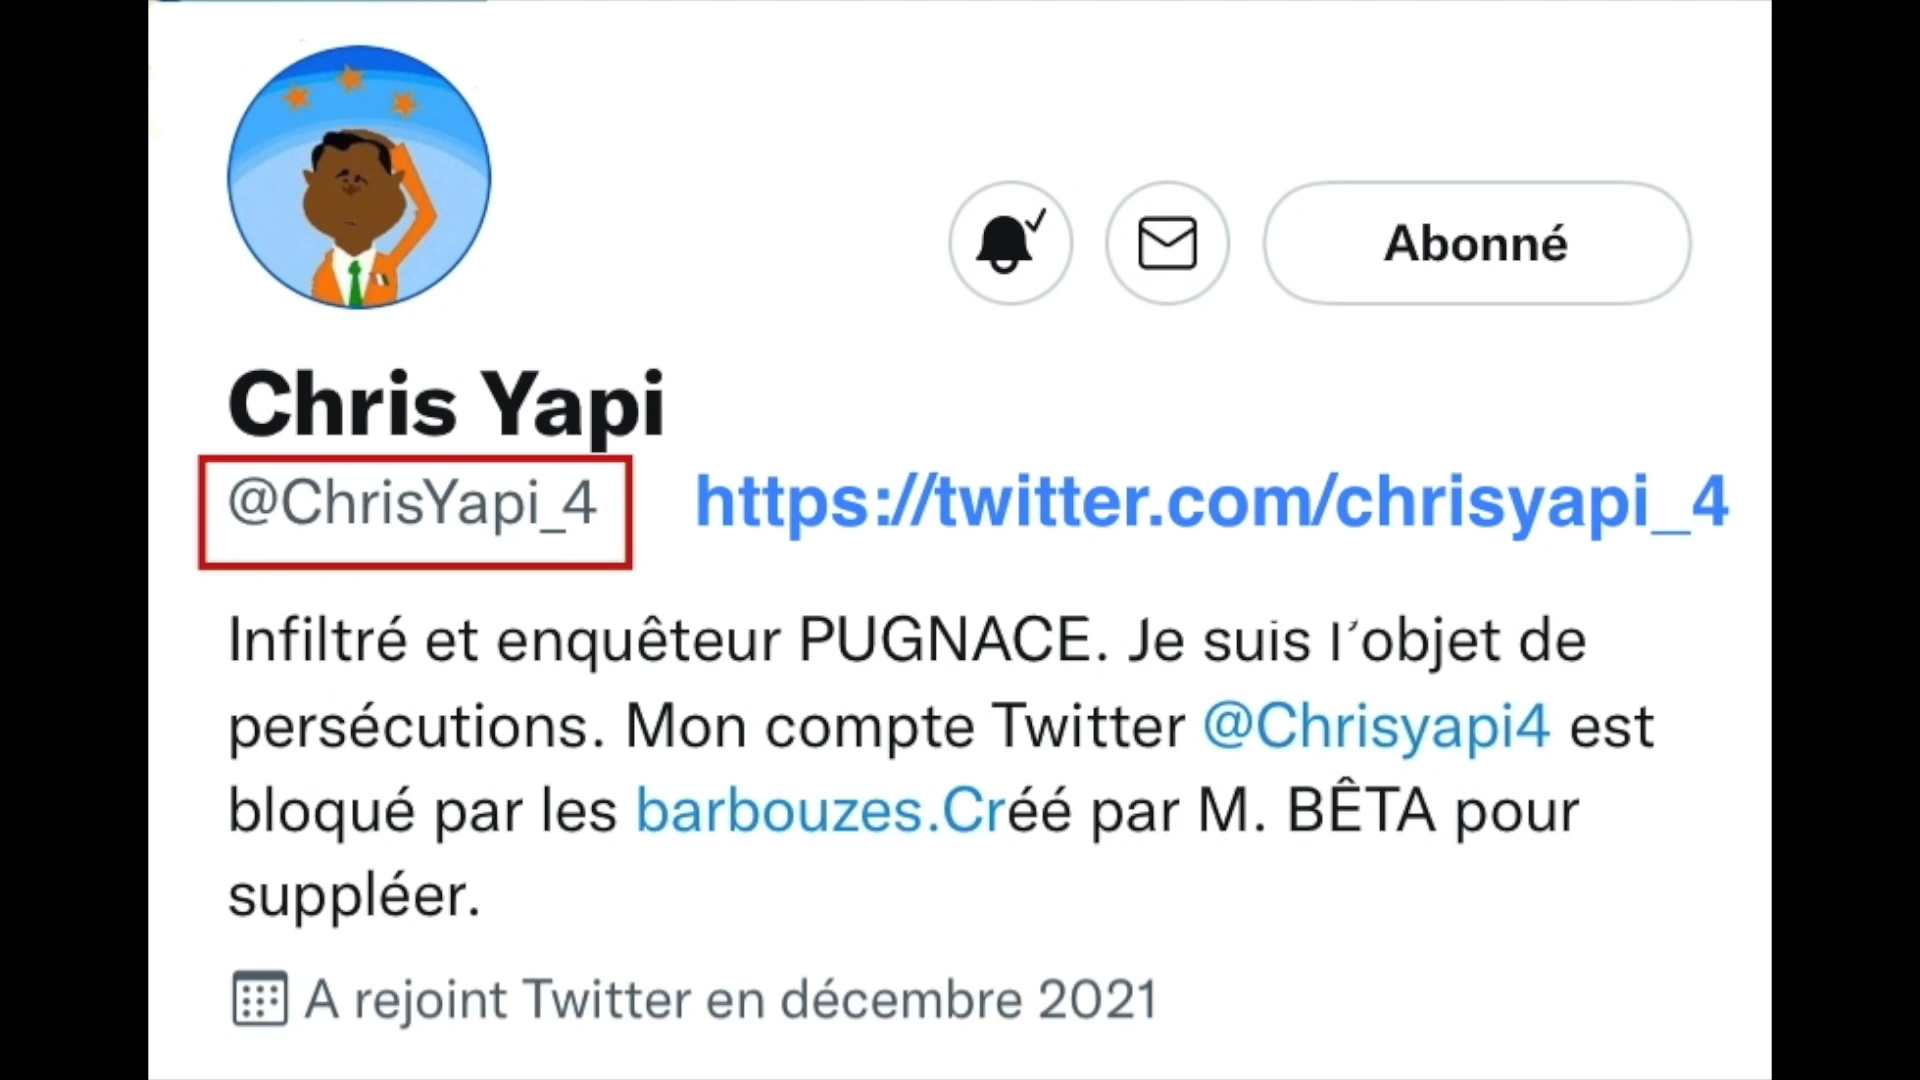 Abonné
Chris Yapi
@ChrisYapi_4 https://twitter.com/chrisyapi_4
Infiltré et enquêteur PUGNACE. Je suis l’objet de
persécutions. Mon compte Twitter @Chrisyapi4 est
bloqué par les barbouzes.Créé par M. BÊTA pour
suppléer.
A rejoint Twitter en décembre 2021